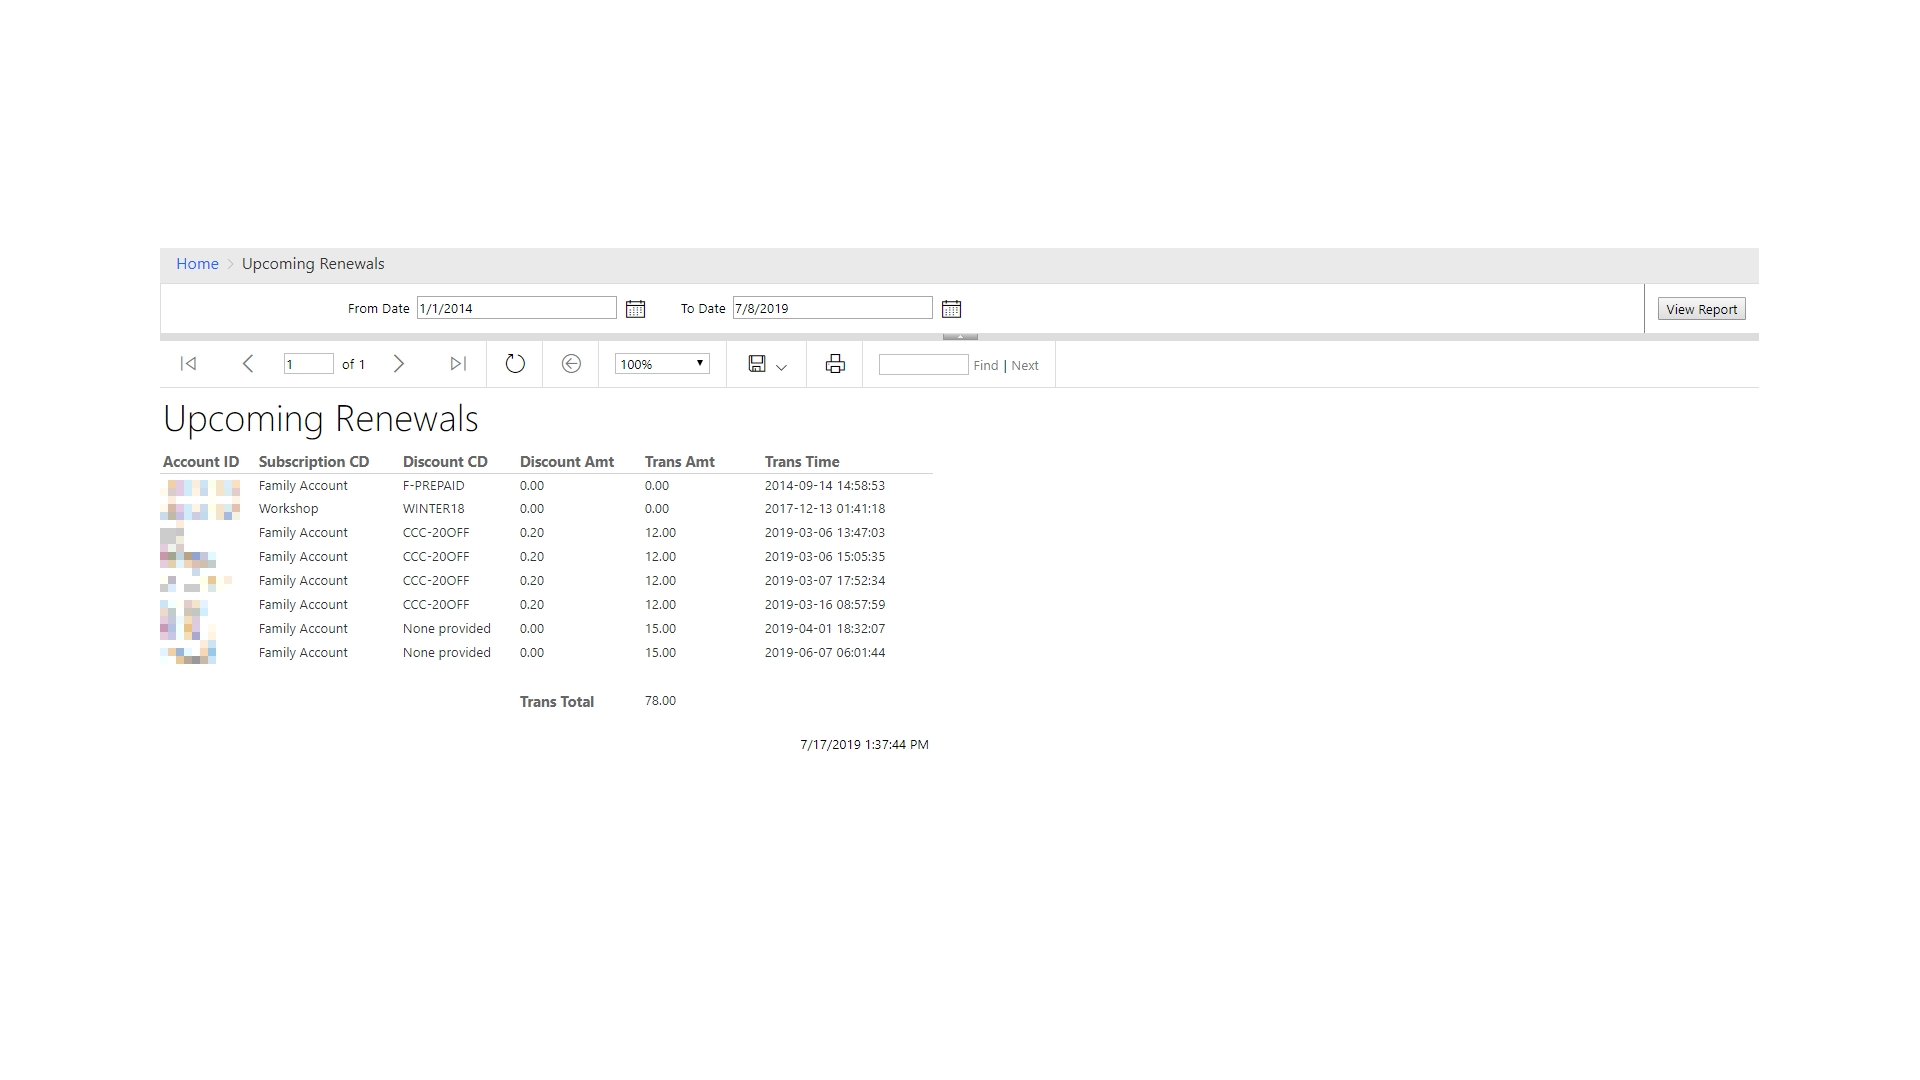 Home > Upcoming Renewals
From Date 1/1/2014 To Date 7/8/2019 View Report
1 of 1 100% Find | Next
Upcoming Renewals
Account ID Subscription CD Discount CD Discount Amt Trans Amt Trans Time
Family Account F-PREPAID 0.00 0.00 2014-09-14 14:58:53
Workshop WINTER18 0.00 0.00 2017-12-13 01:41:18
Family Account CCC-20OFF 0.20 12.00 2019-03-06 13:47:03
Family Account CCC-20OFF 0.20 12.00 2019-03-06 15:05:35
Family Account CCC-20OFF 0.20 12.00 2019-03-07 17:52:34
Family Account CCC-20OFF 0.20 12.00 2019-03-16 08:57:59
Family Account None provided 0.00 15.00 2019-04-01 18:32:07
Family Account None provided 0.00 15.00 2019-06-07 06:01:44
Trans Total 78.00
7/17/2019 1:37:44 PM